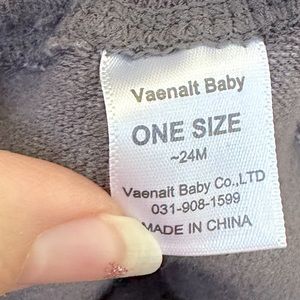 Vaenait Baby
ONE SIZE
~24M
Vaenait Baby Co.,LTD
031-908-1599
MADE IN CHINA